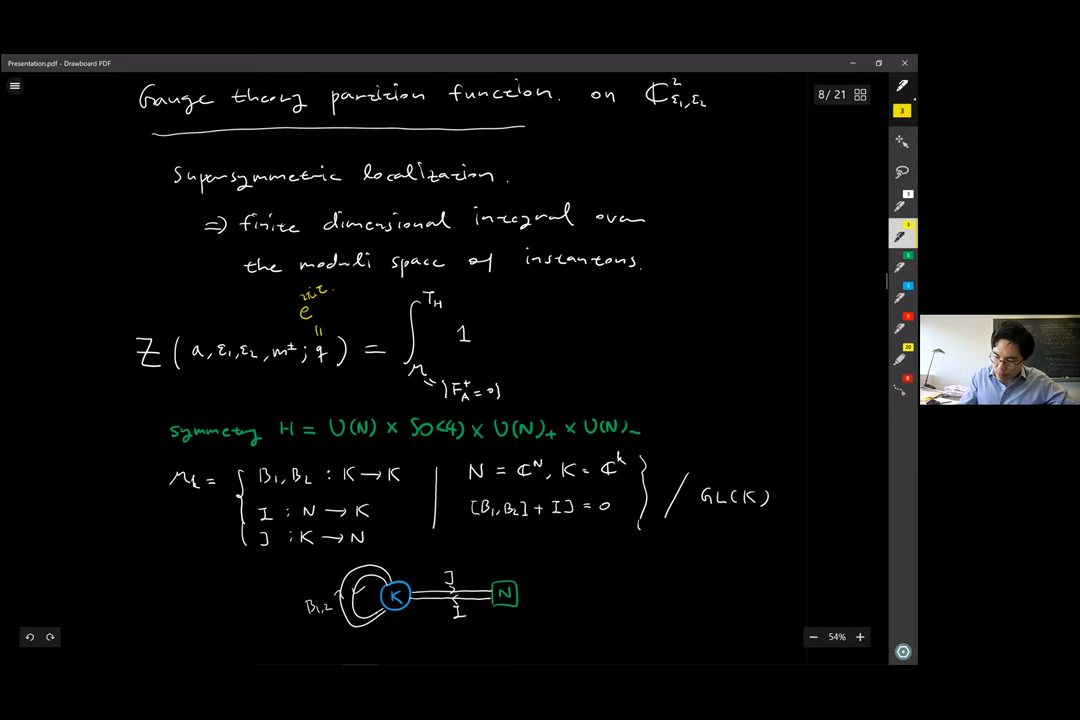 Presentation.pdf - Drawboard PDF
Gauge theory partition function. on ℂ²_{ε₁,ε₂}
8 / 21
3
Supersymmetric localization.
⇒ finite dimensional integral over
the moduli space of instantons.
e^{2πiτ}
Z(a, ε₁, ε₂, m^±; q) = ∫_{M = {F_A^+ = 0}}^{T_H} 1
symmetry H = U(N) × SO(4) × U(N)₊ × U(N)₋
M_k = { B₁, B₂ : K → K | N = ℂ^N, K = ℂ^k } / GL(K)
I : N → K [B₁, B₂] + IJ = 0
J : K → N
B₁,₂ K J I N
54%